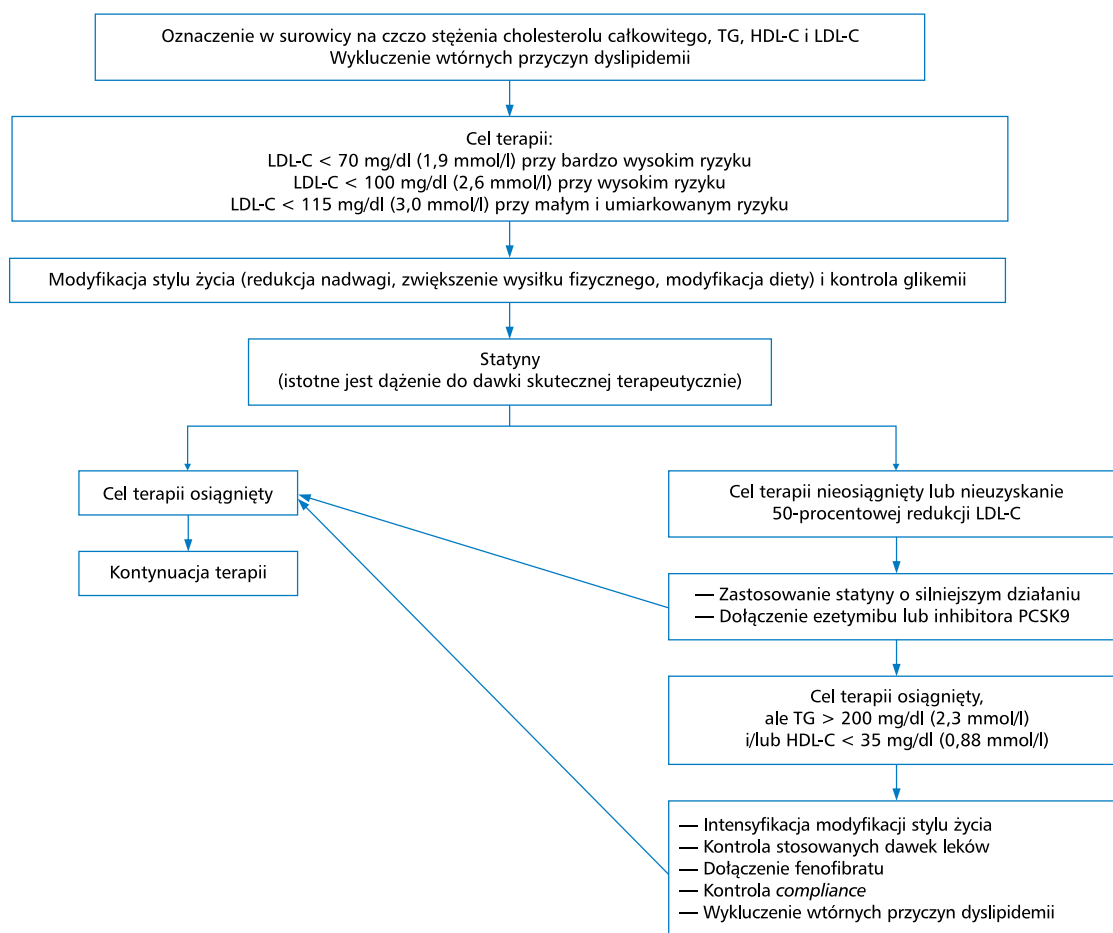 Oznaczenie w surowicy na czczo stężenia cholesterolu całkowitego, TG, HDL-C i LDL-C
Wykluczenie wtórnych przyczyn dyslipidemii
Cel terapii:
LDL-C < 70 mg/dl (1,9 mmol/l) przy bardzo wysokim ryzyku
LDL-C < 100 mg/dl (2,6 mmol/l) przy wysokim ryzyku
LDL-C < 115 mg/dl (3,0 mmol/l) przy małym i umiarkowanym ryzyku
Modyfikacja stylu życia (redukcja nadwagi, zwiększenie wysiłku fizycznego, modyfikacja diety) i kontrola glikemii
Statyny
(istotne jest dążenie do dawki skutecznej terapeutycznie)
Cel terapii osiągnięty
Kontynuacja terapii
Cel terapii nieosiągnięty lub nieuzyskanie
50-procentowej redukcji LDL-C
— Zastosowanie statyny o silniejszym działaniu
— Dołączenie ezetymibu lub inhibitora PCSK9
Cel terapii osiągnięty,
ale TG > 200 mg/dl (2,3 mmol/l)
i/lub HDL-C < 35 mg/dl (0,88 mmol/l)
— Intensyfikacja modyfikacji stylu życia
— Kontrola stosowanych dawek leków
— Dołączenie fenofibratu
— Kontrola compliance
— Wykluczenie wtórnych przyczyn dyslipidemii